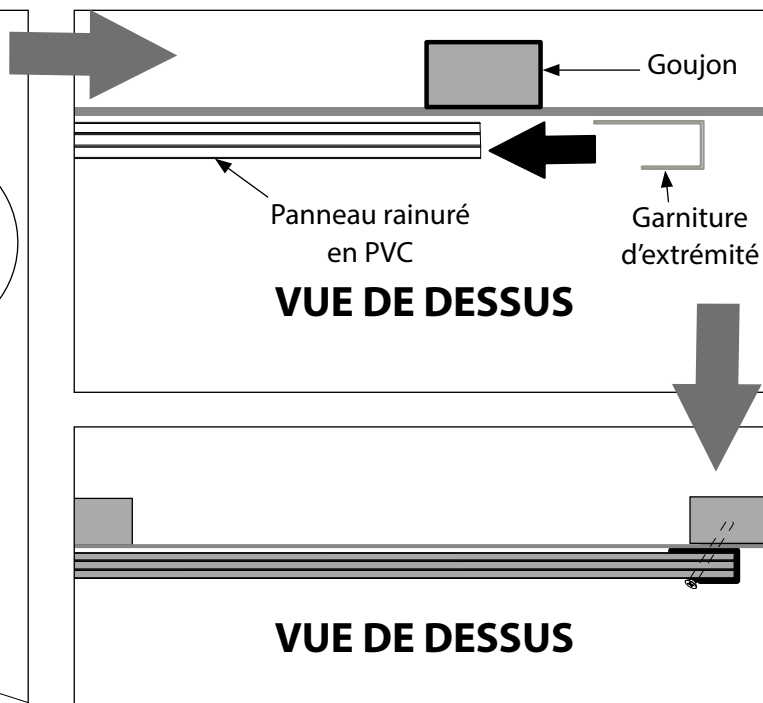 Goujon
Panneau rainuré
en PVC
Garniture
d'extrémité
VUE DE DESSUS
VUE DE DESSUS